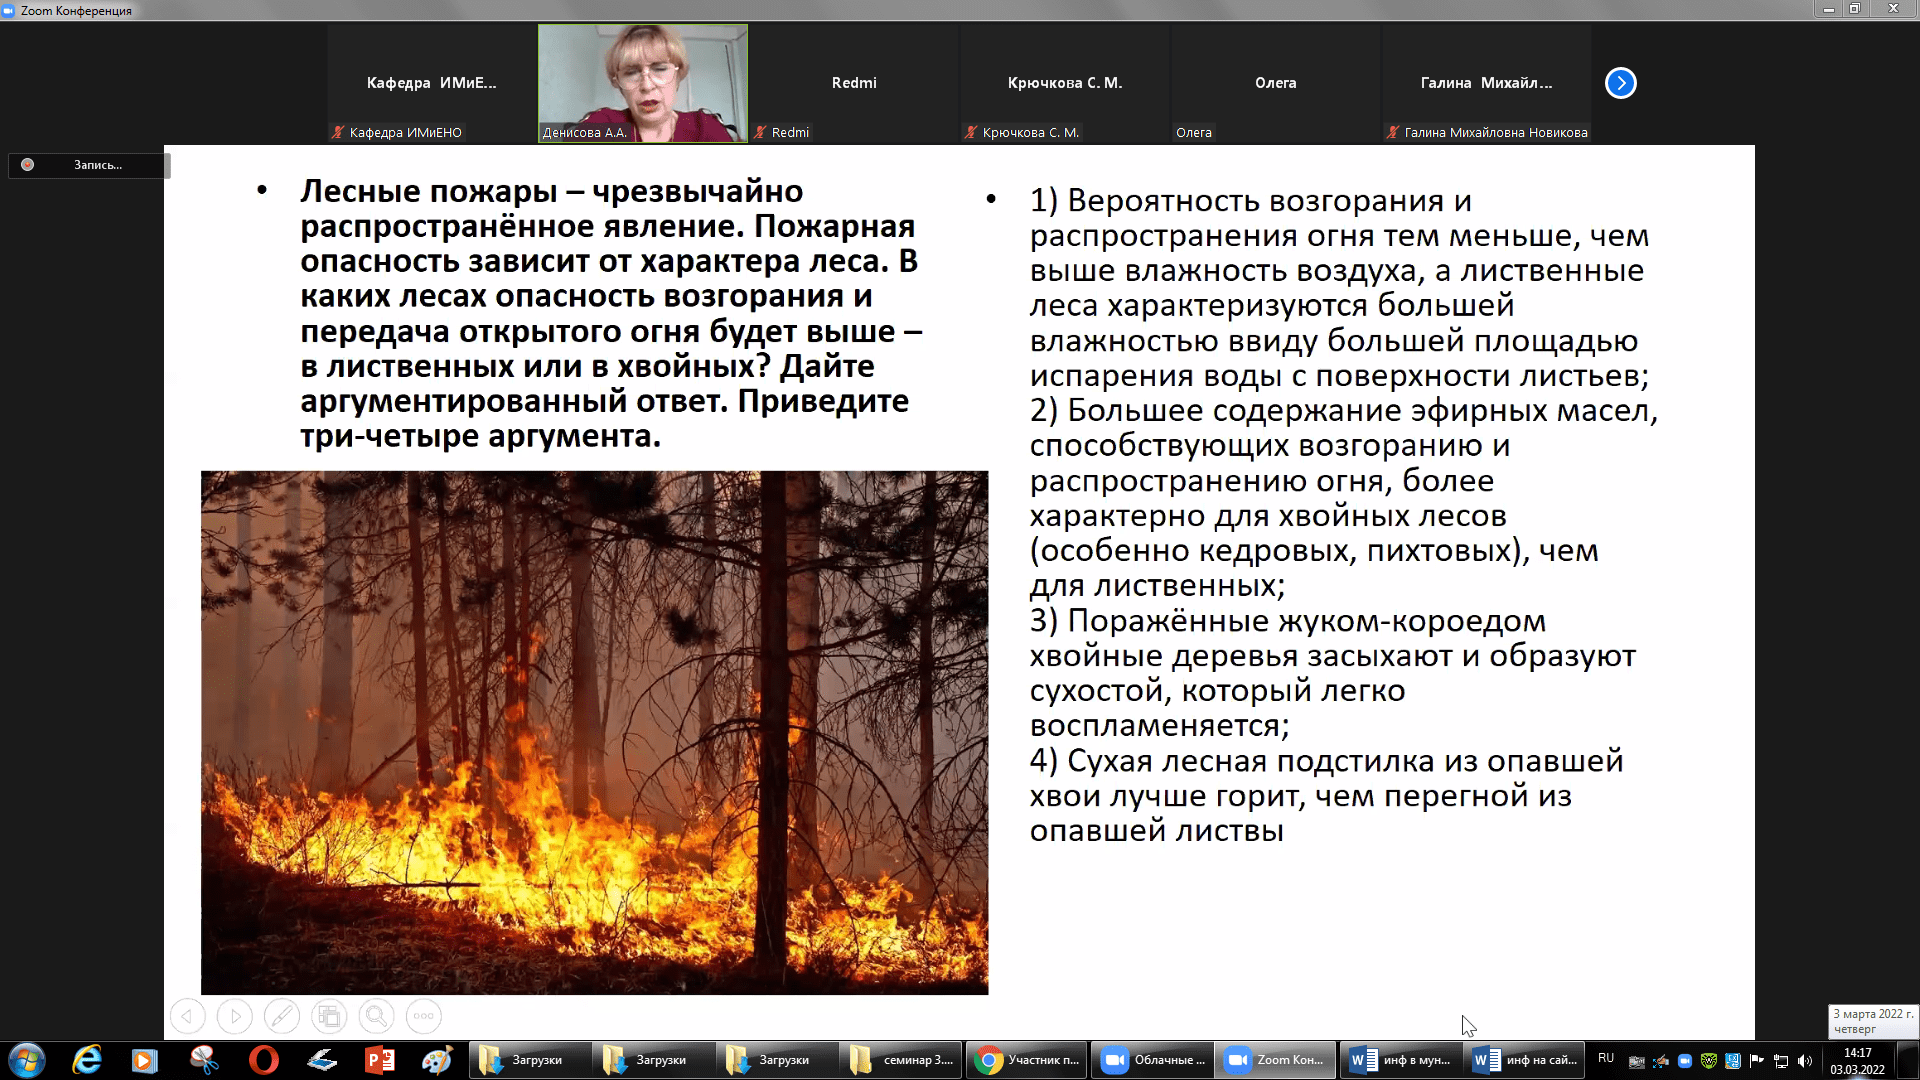 Zoom Конференция
Кафедра ИМиЕ...
Redmi
Крючкова С. М.
Олега
Галина Михайл...
Кафедра ИМиЕНО
Денисова А.А.
Redmi
Крючкова С. М.
Олега
Галина Михайловна Новикова
Запись...
• Лесные пожары – чрезвычайно
распространённое явление. Пожарная
опасность зависит от характера леса. В
каких лесах опасность возгорания и
передача открытого огня будет выше –
в лиственных или в хвойных? Дайте
аргументированный ответ. Приведите
три-четыре аргумента.
• 1) Вероятность возгорания и
распространения огня тем меньше, чем
выше влажность воздуха, а лиственные
леса характеризуются большей
влажностью ввиду большей площадью
испарения воды с поверхности листьев;
2) Большее содержание эфирных масел,
способствующих возгоранию и
распространению огня, более
характерно для хвойных лесов
(особенно кедровых, пихтовых), чем
для лиственных;
3) Поражённые жуком-короедом
хвойные деревья засыхают и образуют
сухостой, который легко
воспламеняется;
4) Сухая лесная подстилка из опавшей
хвои лучше горит, чем перегной из
опавшей листвы
3 марта 2022 г.
четверг
Загрузки
Загрузки
Загрузки
семинар 3....
Участник п...
Облачные ...
Zoom Кон...
инф в мун...
инф на сай...
RU
14:17
03.03.2022